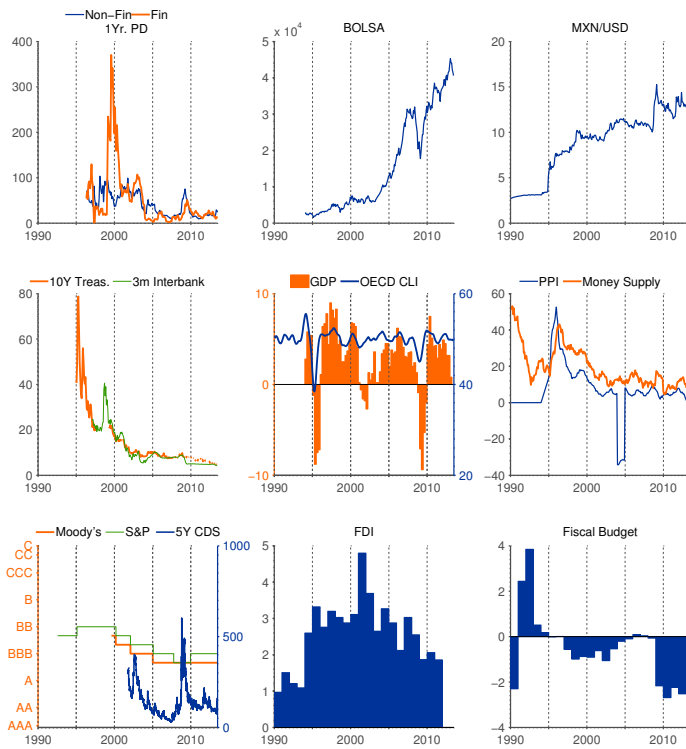 Non-Fin Fin
1Yr. PD
400
300
200
100
0
1990 2000 2010
BOLSA
x 10^4
5
4
3
2
1
0
1990 2000 2010
MXN/USD
20
15
10
5
0
1990 2000 2010
10Y Treas. 3m Interbank
80
60
40
20
0
1990 2000 2010
GDP OECD CLI
10 60
0 40
−10 20
1990 2000 2010
PPI Money Supply
60
40
20
0
−20
−40
1990 2000 2010
Moody's S&P 5Y CDS
C 1000
CC
CCC
B
BB 500
BBB
A
AA
AAA 0
1990 2000 2010
FDI
5
4
3
2
1
0
1990 2000 2010
Fiscal Budget
4
2
0
−2
−4
1990 2000 2010